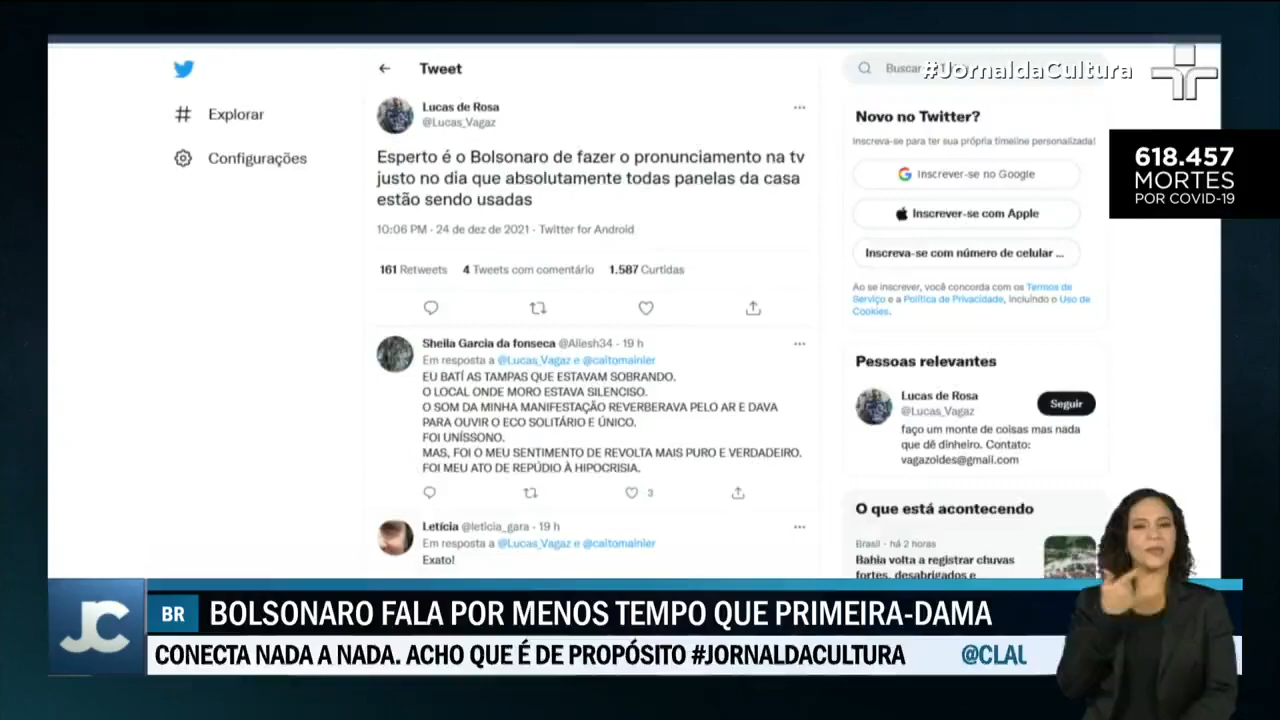 Tweet
Buscar
#JornaldaCultura
Lucas de Rosa
@Lucas_Vagaz
Explorar
Configurações
Esperto é o Bolsonaro de fazer o pronunciamento na tv
justo no dia que absolutamente todas panelas da casa
estão sendo usadas
10:06 PM · 24 de dez de 2021 · Twitter for Android
161 Retweets 4 Tweets com comentário 1.587 Curtidas
Sheila Garcia da fonseca @Aliesh34 · 19 h
Em resposta a @Lucas_Vagaz e @caitomainier
EU BATÍ AS TAMPAS QUE ESTAVAM SOBRANDO.
O LOCAL ONDE MORO ESTAVA SILENCISO.
O SOM DA MINHA MANIFESTAÇÃO REVERBERAVA PELO AR E DAVA
PARA OUVIR O ECO SOLITÁRIO E ÚNICO.
FOI UNÍSSONO.
MAS, FOI O MEU SENTIMENTO DE REVOLTA MAIS PURO E VERDADEIRO.
FOI MEU ATO DE REPÚDIO À HIPOCRISIA.
3
Letícia @leticia_gara · 19 h
Em resposta a @Lucas_Vagaz e @caitomainier
Exato!
Novo no Twitter?
Inscreva-se para ter sua própria timeline personalizada!
Inscrever-se no Google
Inscrever-se com Apple
Inscreva-se com número de celular ...
Ao se inscrever, você concorda com os Termos de
Serviço e a Política de Privacidade, incluindo o Uso de
Cookies.
Pessoas relevantes
Lucas de Rosa
@Lucas_Vagaz
Seguir
faço um monte de coisas mas nada
que dê dinheiro. Contato:
vagazoides@gmail.com
O que está acontecendo
Brasil · há 2 horas
Bahia volta a registrar chuvas
fortes, desabrigados e
618.457
MORTES
POR COVID-19
JC
BR
BOLSONARO FALA POR MENOS TEMPO QUE PRIMEIRA-DAMA
CONECTA NADA A NADA. ACHO QUE É DE PROPÓSITO #JORNALDACULTURA @CLAU